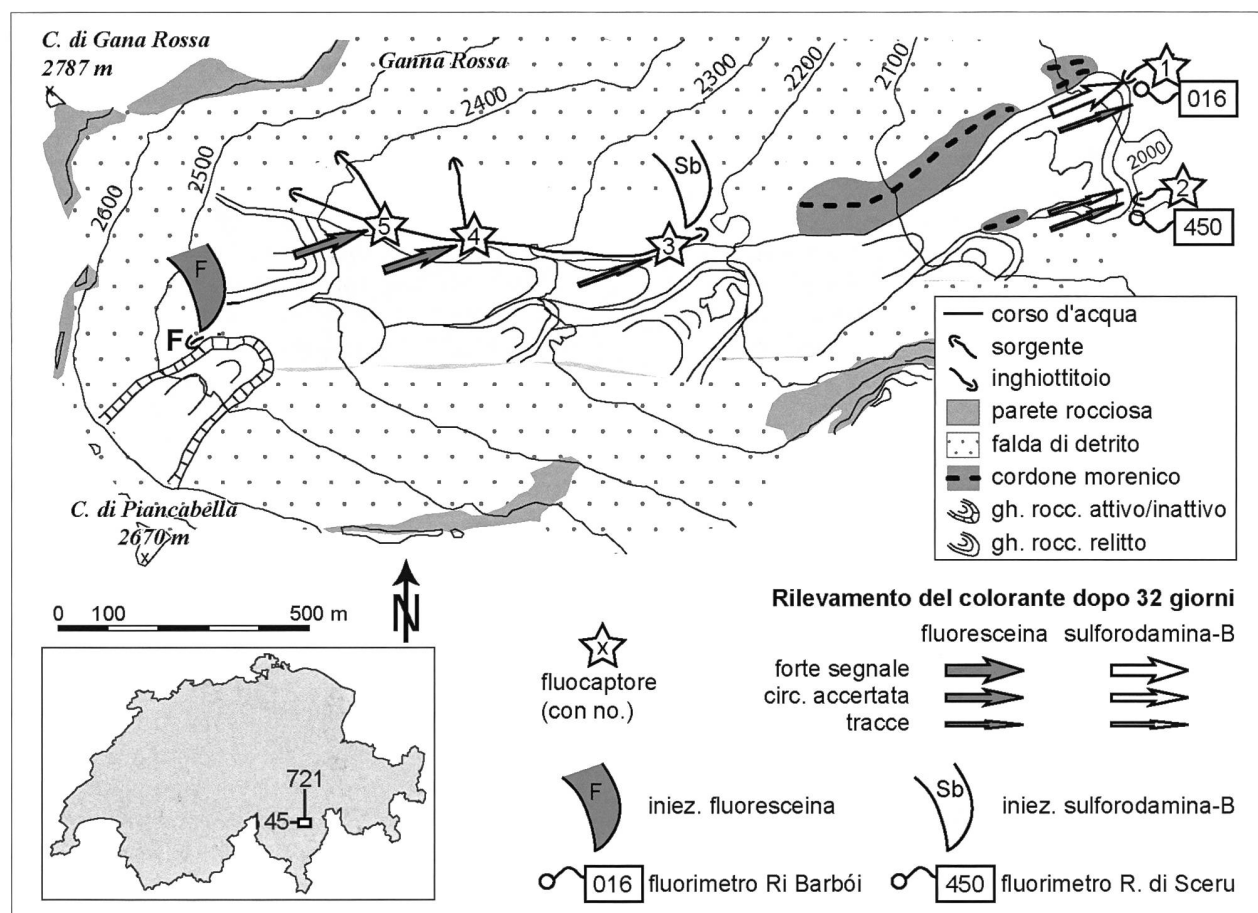 C. di Gana Rossa
2787 m
x
Ganna Rossa
2300
2200
2100
2400
2500
2600
2000
1
016
2
450
Sb
5
4
3
F
F
C. di Piancabella
2670 m
x
corso d'acqua
sorgente
inghiottitoio
parete rocciosa
falda di detrito
cordone morenico
gh. rocc. attivo/inattivo
gh. rocc. relitto
0 100 500 m
N
Rilevamento del colorante dopo 32 giorni
fluoresceina sulforodamina-B
forte segnale
circ. accertata
tracce
x
fluocaptore
(con no.)
721
145
F iniez. fluoresceina
Sb iniez. sulforodamina-B
016 fluorimetro Ri Barbói
450 fluorimetro R. di Sceru